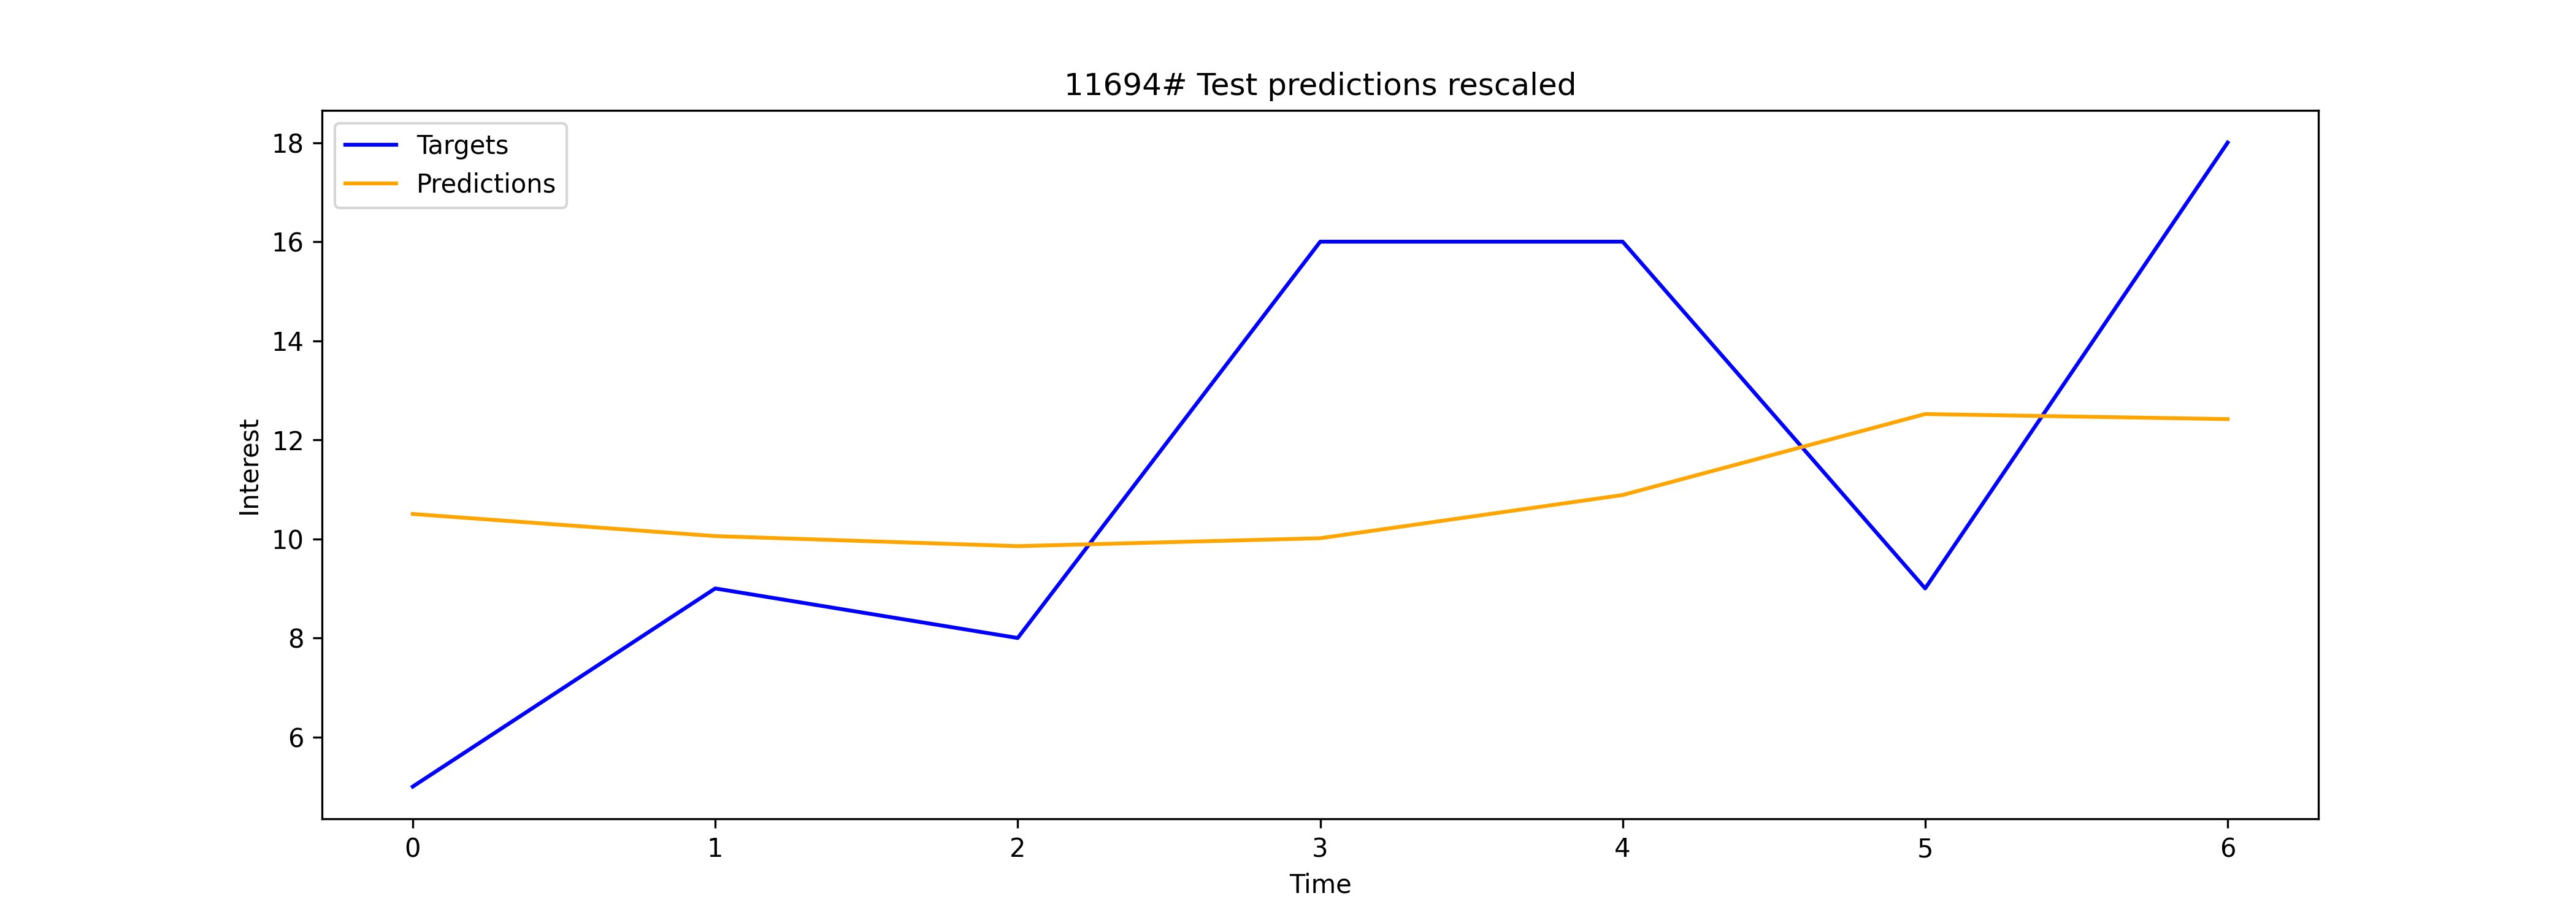 11694# Test predictions rescaled
Targets
Predictions
Interest
18
16
14
12
10
8
6
0 1 2 3 4 5 6
Time